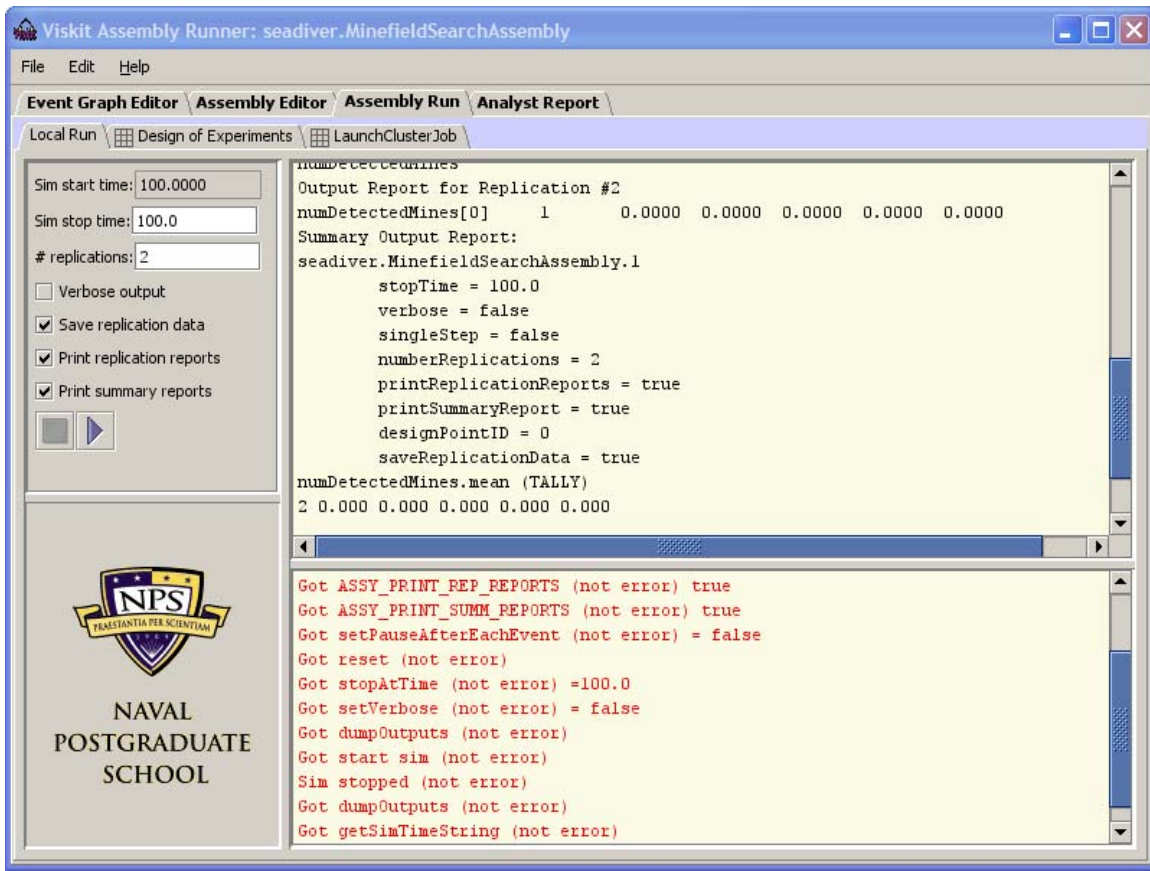 Viskit Assembly Runner: seadiver.MinefieldSearchAssembly
File Edit Help
Event Graph Editor Assembly Editor Assembly Run Analyst Report
Local Run Design of Experiments LaunchClusterJob
Sim start time: 100.0000
Sim stop time: 100.0
# replications: 2
Verbose output
Save replication data
Print replication reports
Print summary reports
NPS
PRAESTANTIA PER SCIENTIAM
NAVAL
POSTGRADUATE
SCHOOL
numDetectedMines
Output Report for Replication #2
numDetectedMines[0] 1 0.0000 0.0000 0.0000 0.0000 0.0000
Summary Output Report:
seadiver.MinefieldSearchAssembly.1
stopTime = 100.0
verbose = false
singleStep = false
numberReplications = 2
printReplicationReports = true
printSummaryReport = true
designPointID = 0
saveReplicationData = true
numDetectedMines.mean (TALLY)
2 0.000 0.000 0.000 0.000 0.000
Got ASSY_PRINT_REP_REPORTS (not error) true
Got ASSY_PRINT_SUMM_REPORTS (not error) true
Got setPauseAfterEachEvent (not error) = false
Got reset (not error)
Got stopAtTime (not error) =100.0
Got setVerbose (not error) = false
Got dumpOutputs (not error)
Got start sim (not error)
Sim stopped (not error)
Got dumpOutputs (not error)
Got getSimTimeString (not error)